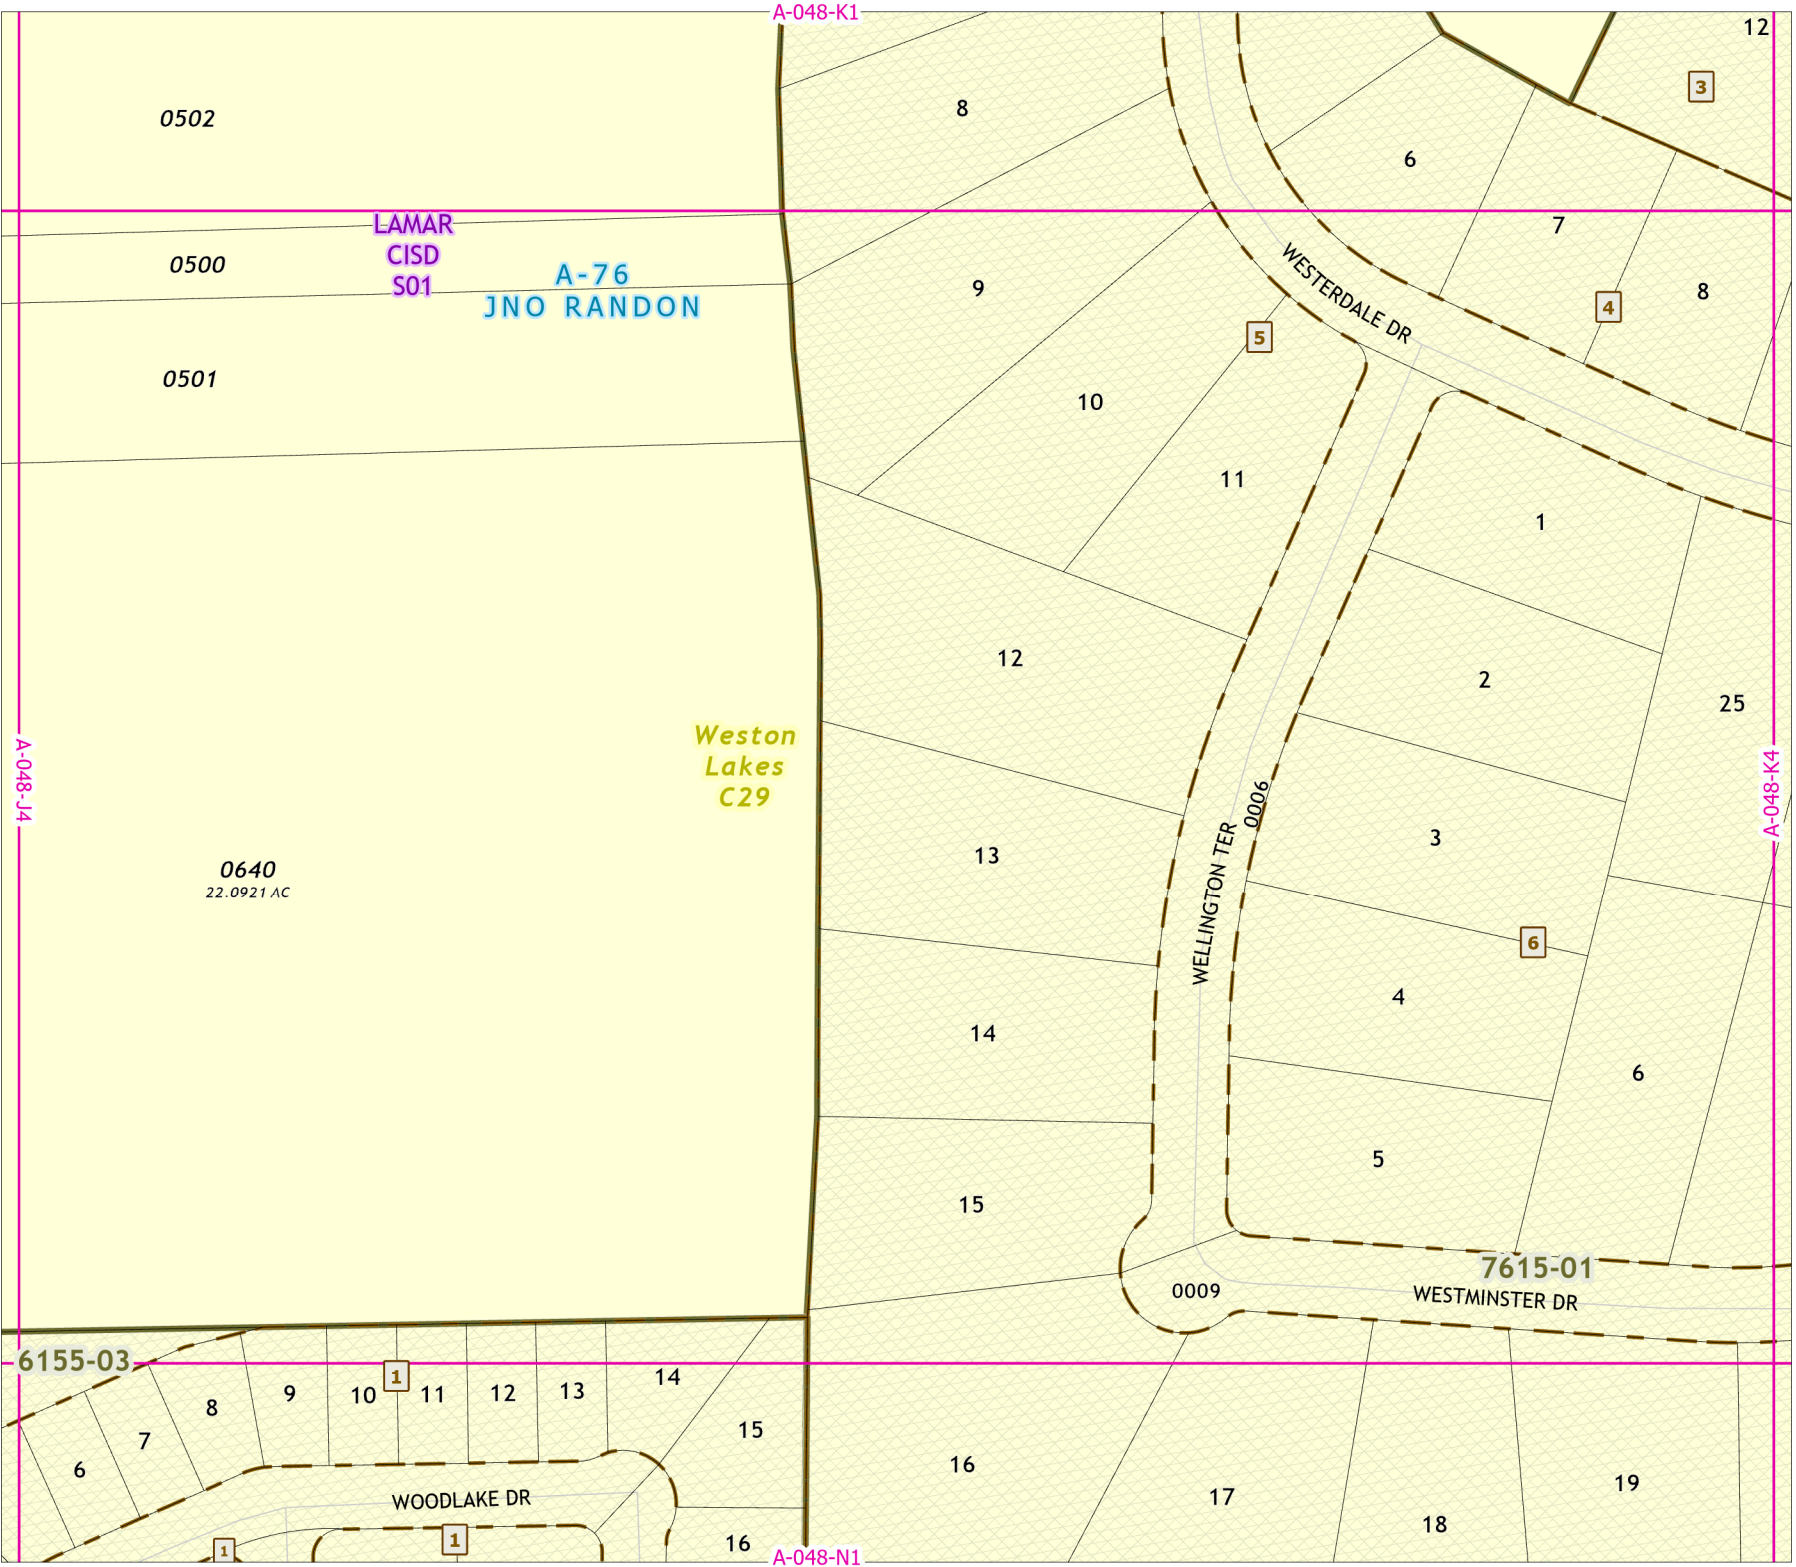 A-048-K1
12
3
0502
8
6
7
LAMAR
CISD
S01
0500
A-76
JNO RANDON
9
WESTERDALE DR
8
4
5
0501
10
11
1
12
2
25
Weston
Lakes
C29
A-048-J4
A-048-K4
0006
WELLINGTON TER
3
13
0640
22.0921 AC
6
4
14
6
5
15
7615-01
0009
WESTMINSTER DR
6155-03
1
14
9
10
11
12
13
8
7
15
6
16
17
19
WOODLAKE DR
18
1
1
16
A-048-N1